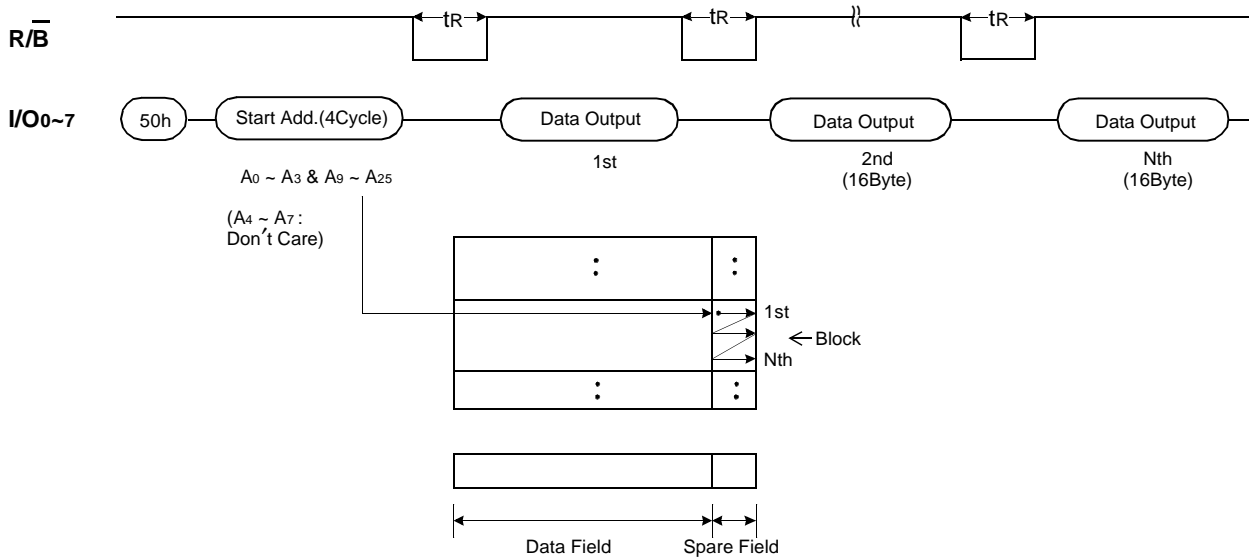 R/B tR tR tR
I/O0~7 50h Start Add.(4Cycle) Data Output Data Output Data Output
1st 2nd Nth
(16Byte) (16Byte)
A0 ~ A3 & A9 ~ A25
(A4 ~ A7 :
Don't Care)
1st
Block
Nth
Data Field Spare Field